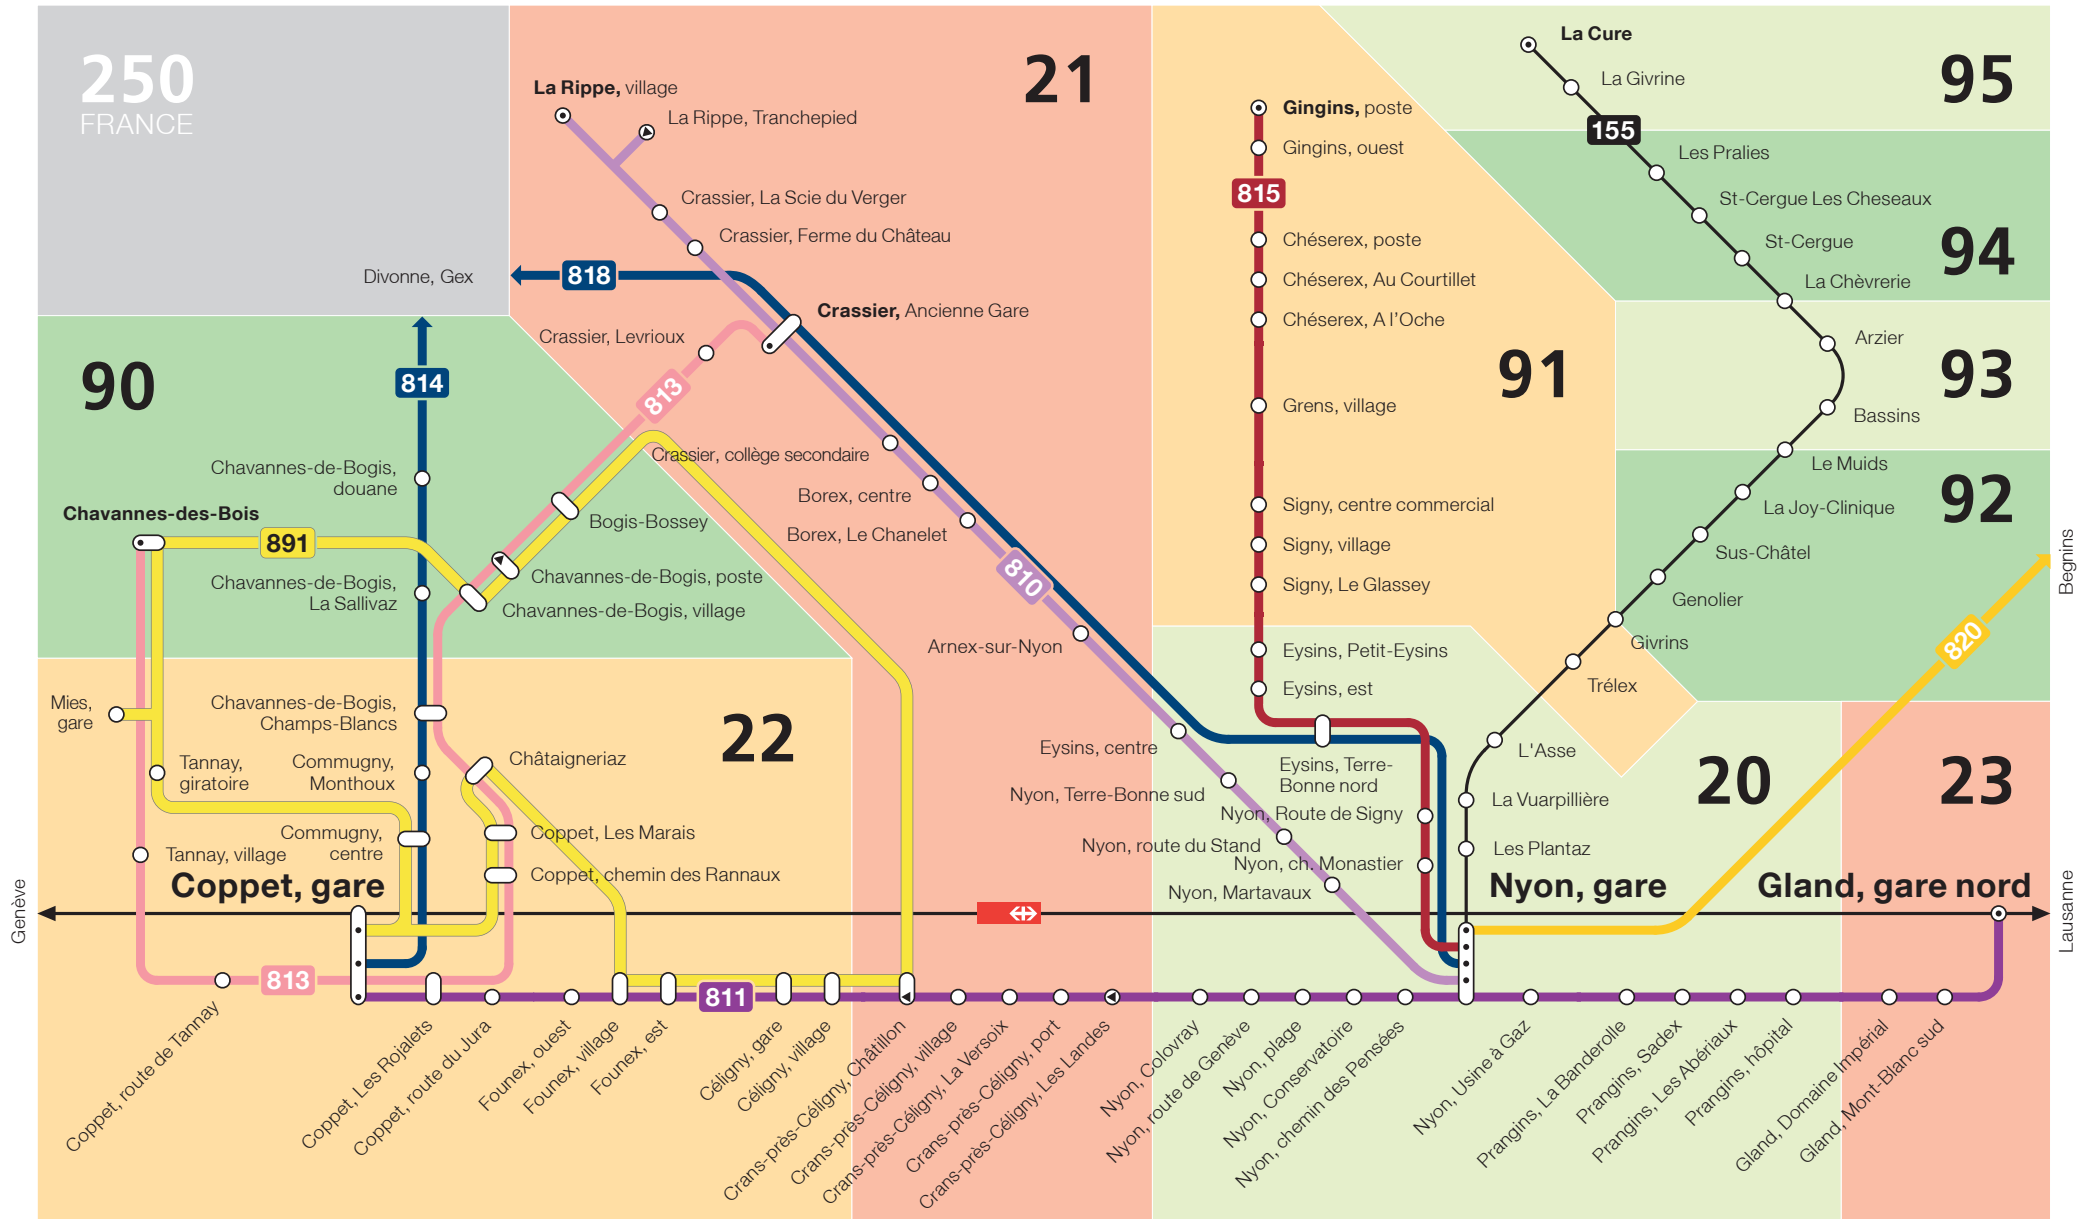 250
FRANCE
21
95
94
93
92
91
90
22
20
23
La Cure
La Givrine
155
Les Pralies
St-Cergue Les Cheseaux
St-Cergue
La Chèvrerie
Arzier
Bassins
Le Muids
La Joy-Clinique
Sus-Châtel
Genolier
Givrins
Trélex
L'Asse
La Vuarpillière
Les Plantaz
La Rippe, village
La Rippe, Tranchepied
Crassier, La Scie du Verger
Crassier, Ferme du Château
818
Divonne, Gex
Crassier, Ancienne Gare
Crassier, Levrioux
813
Crassier, collège secondaire
Borex, centre
Borex, Le Chanelet
810
Arnex-sur-Nyon
Eysins, centre
Nyon, Terre-Bonne sud
Nyon, route du Stand
Nyon, Martavaux
Gingins, poste
Gingins, ouest
815
Chéserex, poste
Chéserex, Au Courtillet
Chéserex, A l'Oche
Grens, village
Signy, centre commercial
Signy, village
Signy, Le Glassey
Eysins, Petit-Eysins
Eysins, est
Eysins, Terre-
Bonne nord
Nyon, Route de Signy
Nyon, ch. Monastier
814
Chavannes-de-Bogis,
douane
Chavannes-des-Bois
891
Chavannes-de-Bogis,
La Sallivaz
Bogis-Bossey
Chavannes-de-Bogis, poste
Chavannes-de-Bogis, village
Mies,
gare
Chavannes-de-Bogis,
Champs-Blancs
Tannay,
giratoire
Commugny,
Monthoux
Châtaigneriaz
Commugny,
centre
Coppet, Les Marais
Tannay, village
Coppet, chemin des Rannaux
Coppet, gare
Nyon, gare
Gland, gare nord
820
Begnins
Genève
Lausanne
813
811
Coppet, route de Tannay
Coppet, Les Rojalets
Coppet, route du Jura
Founex, ouest
Founex, village
Founex, est
Céligny, gare
Céligny, village
Crans-près-Céligny, Châtillon
Crans-près-Céligny, village
Crans-près-Céligny, La Versoix
Crans-près-Céligny, port
Crans-près-Céligny, Les Landes
Nyon, Colovray
Nyon, route de Genève
Nyon, plage
Nyon, Conservatoire
Nyon, chemin des Pensées
Nyon, Usine à Gaz
Prangins, La Banderolle
Prangins, Sadex
Prangins, Les Abériaux
Prangins, hôpital
Gland, Domaine Impérial
Gland, Mont-Blanc sud